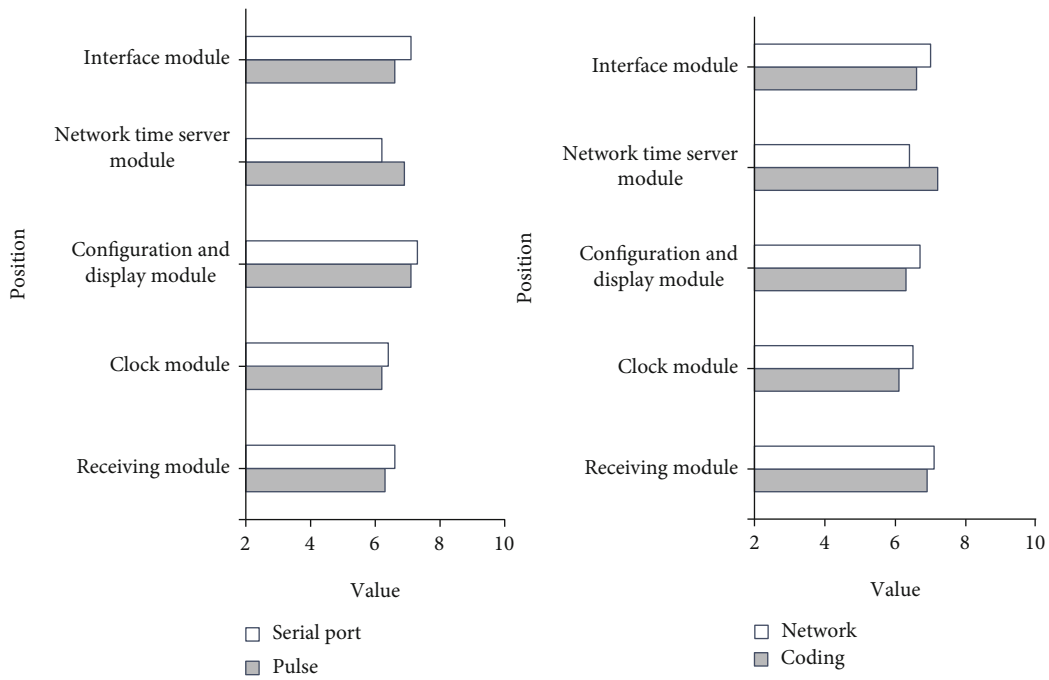 Position
Interface module
Network time server
module
Configuration and
display module
Clock module
Receiving module
2 4 6 8 10
Value
Serial port
Pulse
Position
Interface module
Network time server
module
Configuration and
display module
Clock module
Receiving module
2 4 6 8 10
Value
Network
Coding